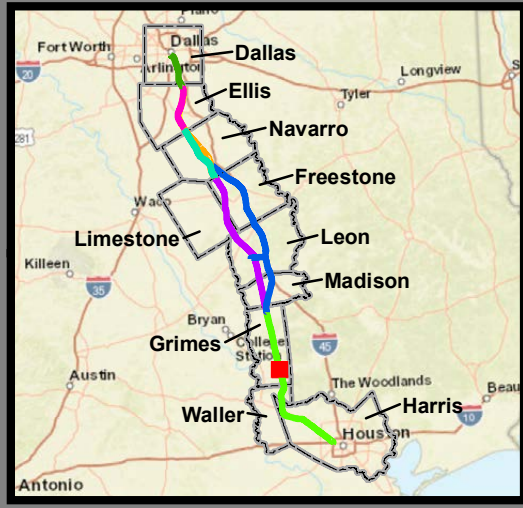 Plano
Fort Worth
Dallas
Dallas
Arlington
20
Ellis
Longview
Tyler
Navarro
281
Freestone
Waco
Limestone
Leon
Killeen
Madison
35
Bryan
Grimes
College
Station
45
Austin
The Woodlands
Beau
Waller
Harris
10
Houston
Antonio